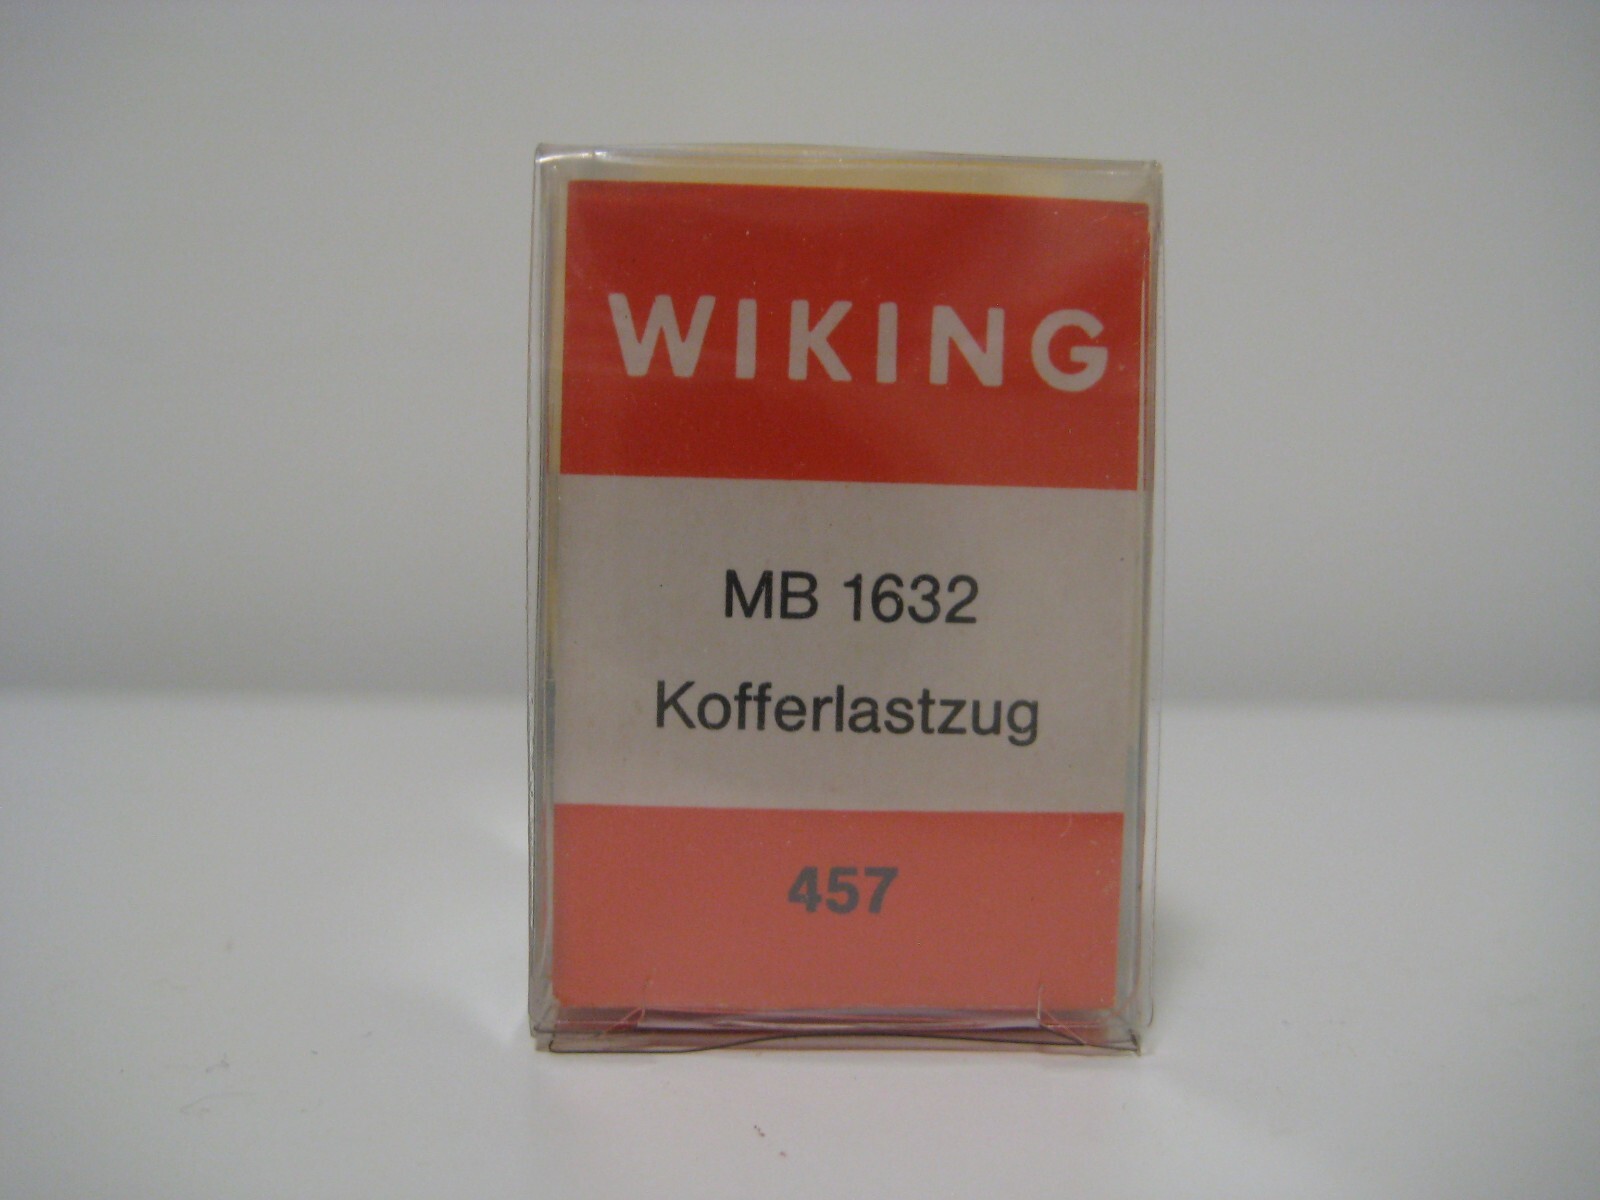 WIKING
MB 1632
Kofferlastzug
457